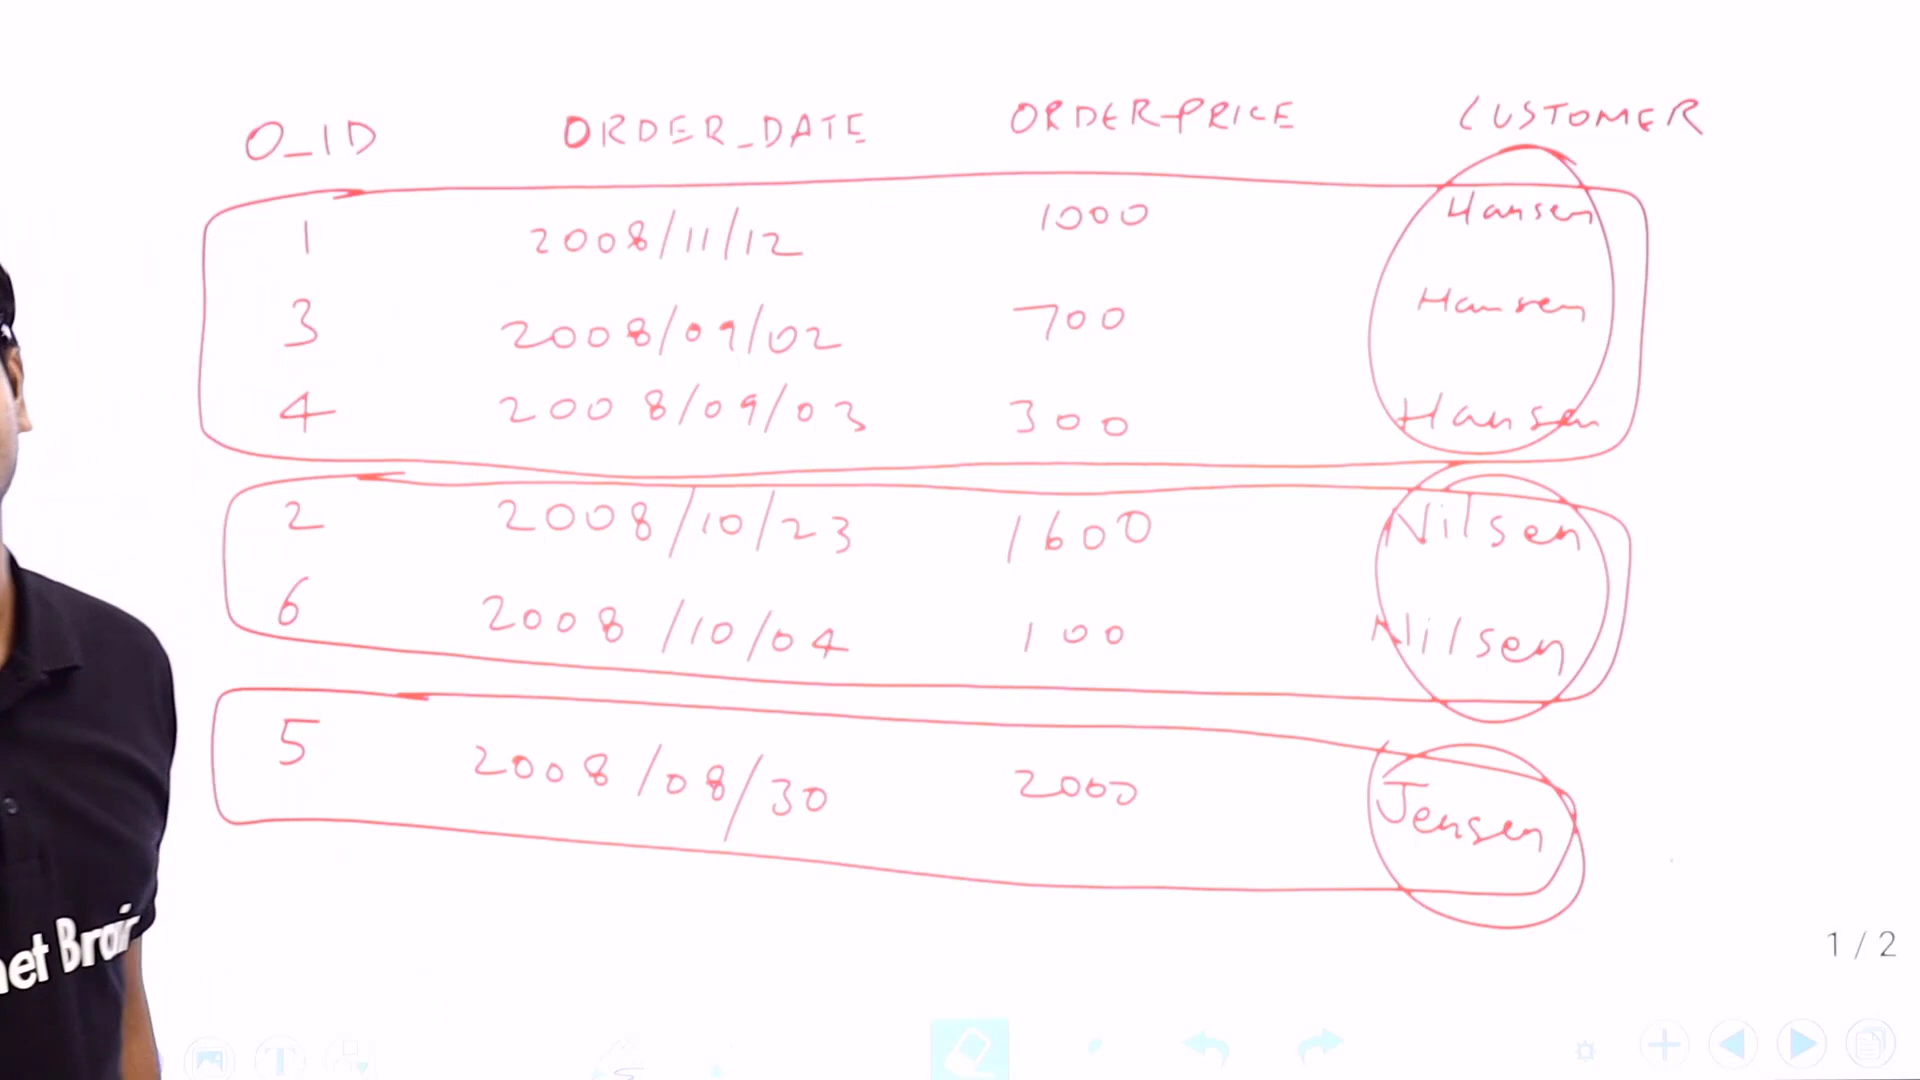 O_ID ORDER_DATE ORDER_PRICE CUSTOMER
1 2008/11/12 1000 Hansen
3 2008/09/02 700 Hansen
4 2008/09/03 300 Hansen
2 2008/10/23 1600 Nilsen
6 2008/10/04 100 Nilsen
5 2008/08/30 2000 Jensen
net Brain
1 / 2